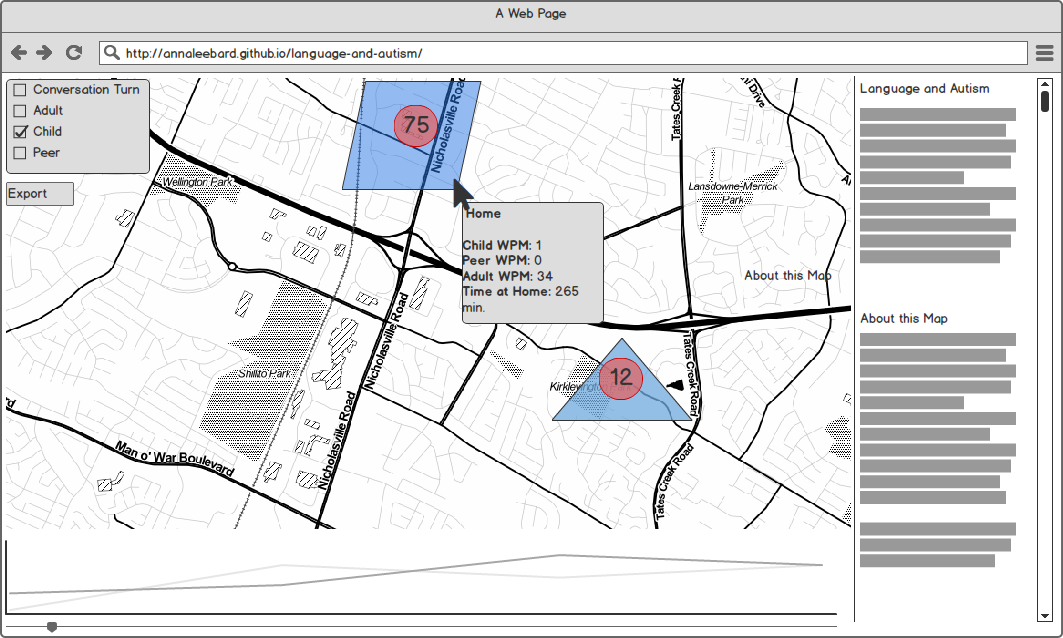 A Web Page
http://annaleebard.github.io/language-and-autism/
Conversation Turn
Adult
Child
Peer
Export
Language and Autism
75
Nicholasville Road
Tates Creek R
Drive
Wellington Park
Lansdowne-Merrick
Park
Home
Child WPM: 1
Peer WPM: 0
Adult WPM: 34
Time at Home: 265
min.
About this Map
About this Map
Nicholasville Road
Shillito Park
12
Kirklevington Park
Tates Creek Road
rd
Man o' War Boulevard
Nicholasville Road
Tates Creek Road